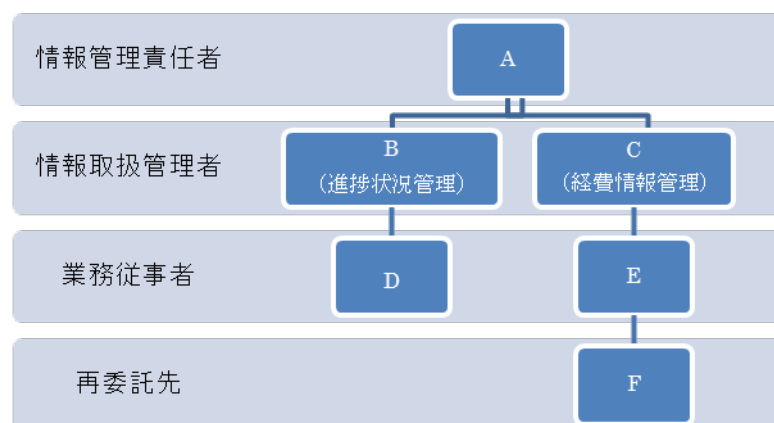 情報管理責任者
A
情報取扱管理者
B
（進捗状況管理）
C
（経費情報管理）
業務従事者
D
E
再委託先
F